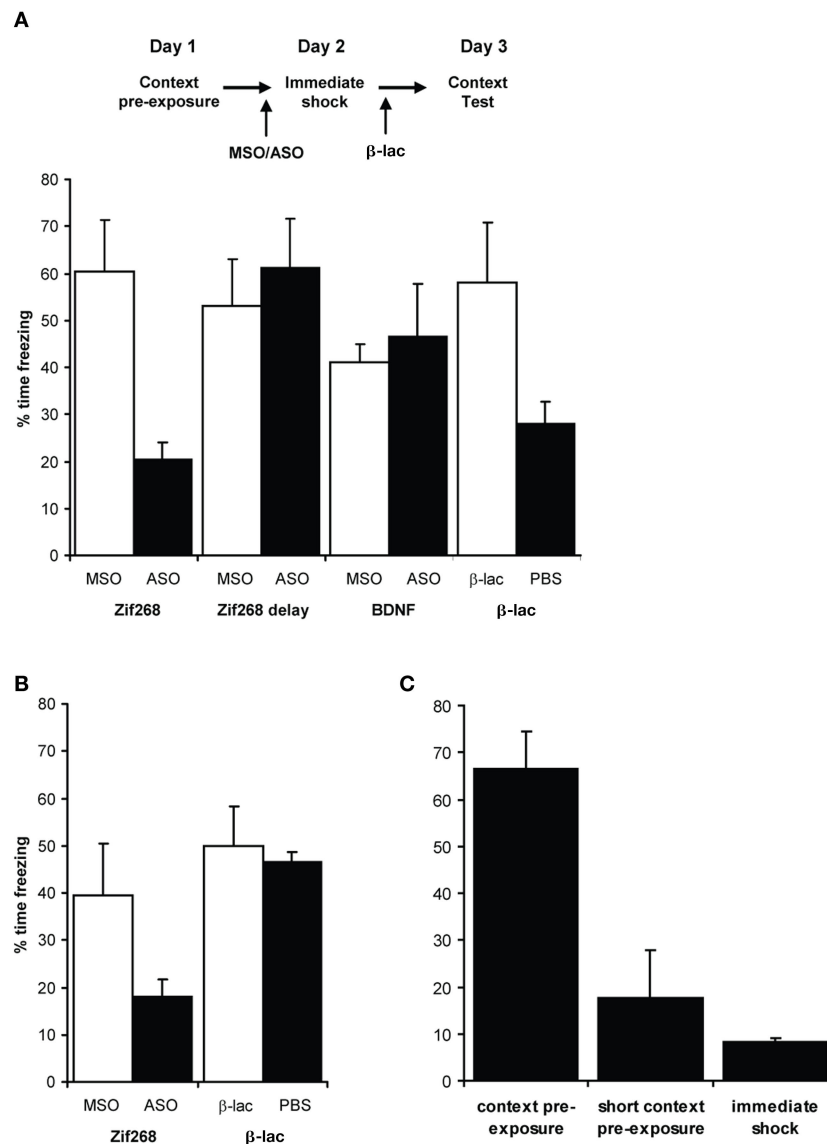 A
Day 1 Day 2 Day 3
Context pre-exposure
Immediate shock
Context Test
MSO/ASO
β-lac
80
70
60
50
40
30
20
10
0
% time freezing
MSO ASO MSO ASO MSO ASO β-lac PBS
Zif268 Zif268 delay BDNF β-lac
B
80
70
60
50
40
30
20
10
0
% time freezing
MSO ASO β-lac PBS
Zif268 β-lac
C
80
70
60
50
40
30
20
10
0
context pre-
exposure
short context
pre-exposure
immediate
shock